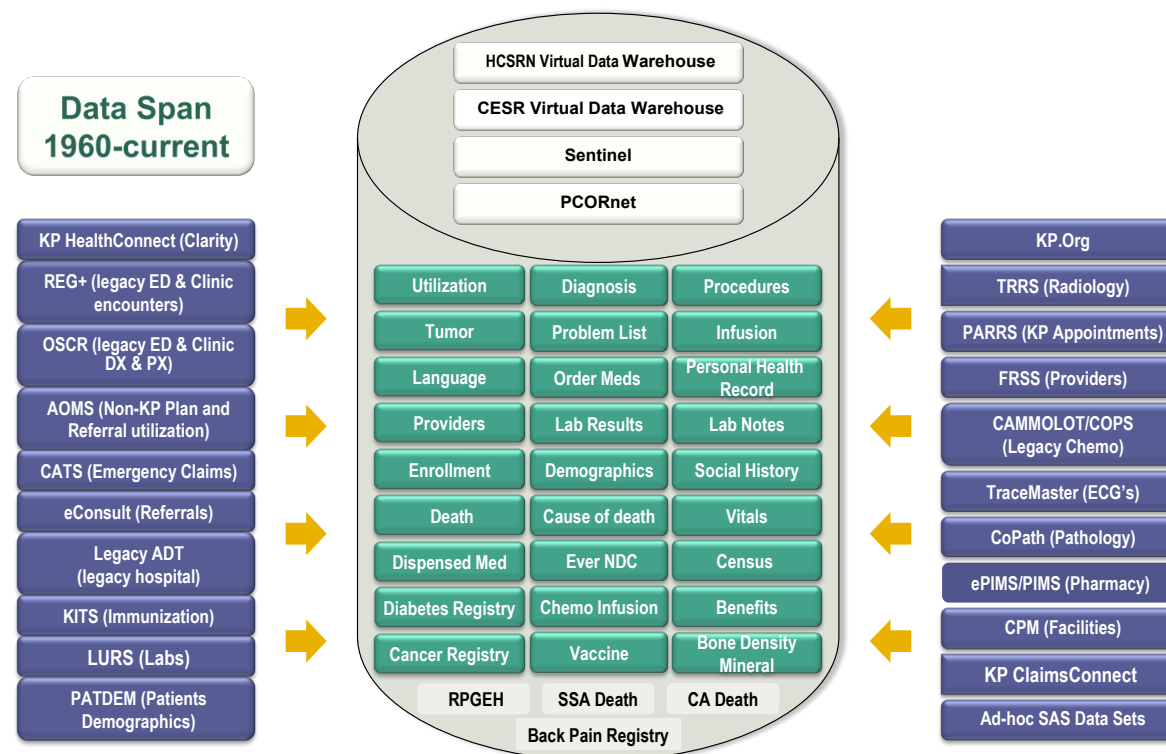 HCSRN Virtual Data Warehouse
CESR Virtual Data Warehouse
Sentinel
PCORnet
Data Span
1960-current
KP HealthConnect (Clarity)
REG+ (legacy ED & Clinic
encounters)
OSCR (legacy ED & Clinic
DX & PX)
AOMS (Non-KP Plan and
Referral utilization)
CATS (Emergency Claims)
eConsult (Referrals)
Legacy ADT
(legacy hospital)
KITS (Immunization)
LURS (Labs)
PATDEM (Patients
Demographics)
Utilization
Diagnosis
Procedures
Tumor
Problem List
Infusion
Language
Order Meds
Personal Health
Record
Providers
Lab Results
Lab Notes
Enrollment
Demographics
Social History
Death
Cause of death
Vitals
Dispensed Med
Ever NDC
Census
Diabetes Registry
Chemo Infusion
Benefits
Cancer Registry
Vaccine
Bone Density
Mineral
RPGEH
SSA Death
CA Death
Back Pain Registry
KP.Org
TRRS (Radiology)
PARRS (KP Appointments)
FRSS (Providers)
CAMMOLOT/COPS
(Legacy Chemo)
TraceMaster (ECG's)
CoPath (Pathology)
ePIMS/PIMS (Pharmacy)
CPM (Facilities)
KP ClaimsConnect
Ad-hoc SAS Data Sets